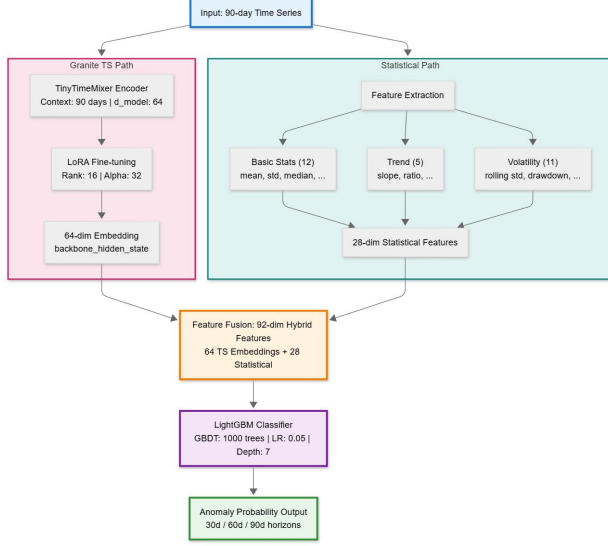 Input: 90-day Time Series
Granite TS Path
TinyTimeMixer Encoder
Context: 90 days | d_model: 64
LoRA Fine-tuning
Rank: 16 | Alpha: 32
64-dim Embedding
backbone_hidden_state
Statistical Path
Feature Extraction
Basic Stats (12)
mean, std, median, ...
Trend (5)
slope, ratio, ...
Volatility (11)
rolling std, drawdown, ...
28-dim Statistical Features
Feature Fusion: 92-dim Hybrid
Features
64 TS Embeddings + 28
Statistical
LightGBM Classifier
GBDT: 1000 trees | LR: 0.05 |
Depth: 7
Anomaly Probability Output
30d / 60d / 90d horizons